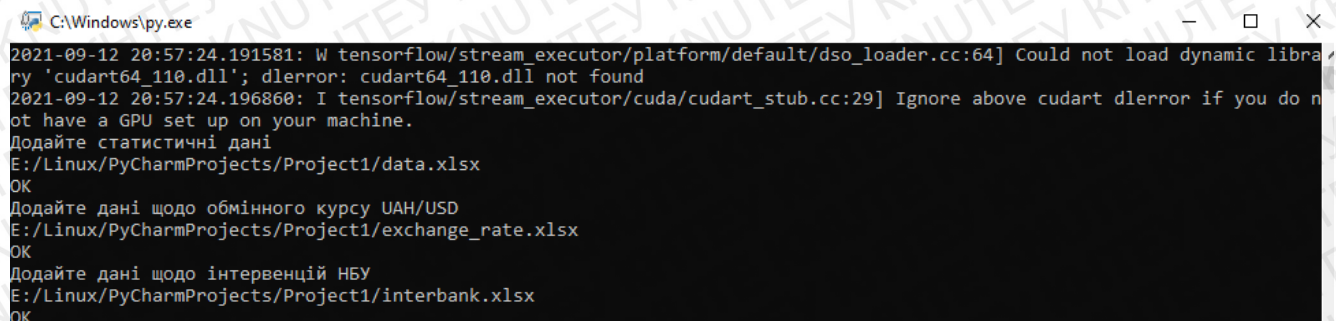 C:\Windows\py.exe
2021-09-12 20:57:24.191581: W tensorflow/stream_executor/platform/default/dso_loader.cc:64] Could not load dynamic libra
ry 'cudart64_110.dll'; dlerror: cudart64_110.dll not found
2021-09-12 20:57:24.196860: I tensorflow/stream_executor/cuda/cudart_stub.cc:29] Ignore above cudart dlerror if you do n
ot have a GPU set up on your machine.
Додайте статистичні дані
E:/Linux/PyCharmProjects/Project1/data.xlsx
OK
Додайте дані щодо обмінного курсу UAH/USD
E:/Linux/PyCharmProjects/Project1/exchange_rate.xlsx
OK
Додайте дані щодо інтервенцій НБУ
E:/Linux/PyCharmProjects/Project1/interbank.xlsx
OK